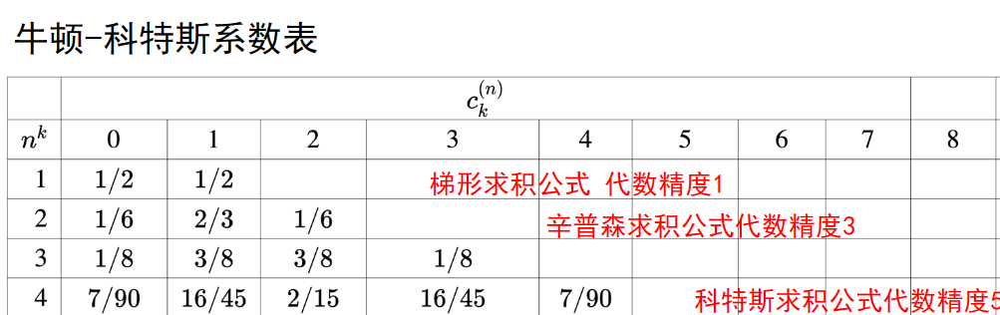 牛顿-科特斯系数表
c_k^{(n)}
n^k 0 1 2 3 4 5 6 7 8
1 1/2 1/2 梯形求积公式 代数精度1
2 1/6 2/3 1/6 辛普森求积公式代数精度3
3 1/8 3/8 3/8 1/8
4 7/90 16/45 2/15 16/45 7/90 科特斯求积公式代数精度5